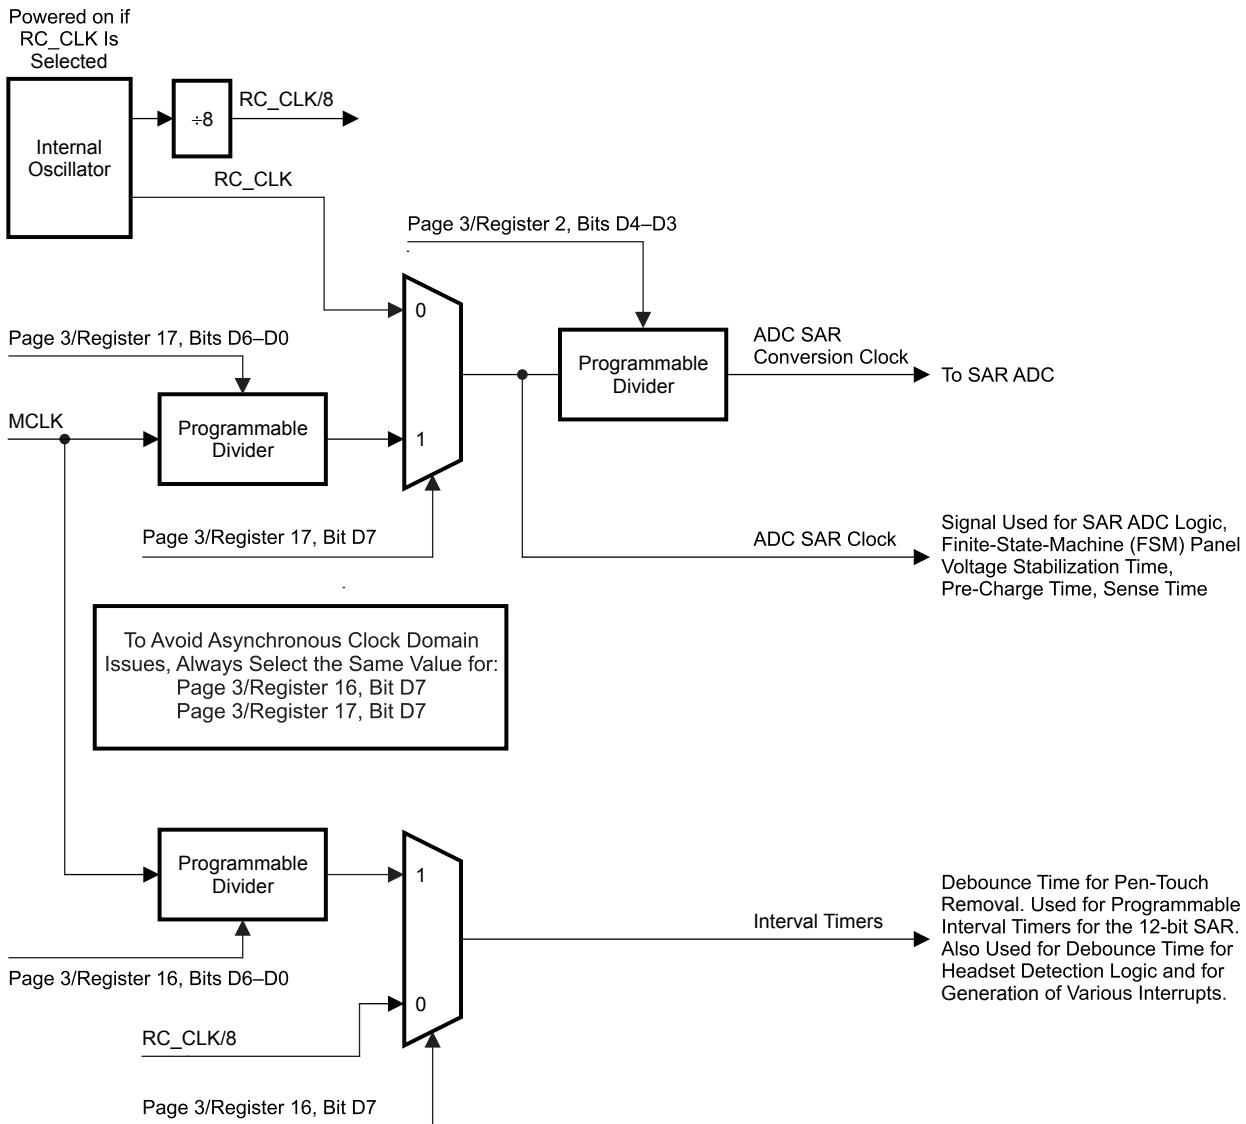 Powered on if
RC_CLK Is
Selected
Internal
Oscillator
÷8
RC_CLK/8
RC_CLK
Page 3/Register 2, Bits D4–D3
0
Page 3/Register 17, Bits D6–D0
Programmable
Divider
ADC SAR
Conversion Clock
To SAR ADC
MCLK
Programmable
Divider
1
Page 3/Register 17, Bit D7
ADC SAR Clock
Signal Used for SAR ADC Logic,
Finite-State-Machine (FSM) Panel
Voltage Stabilization Time,
Pre-Charge Time, Sense Time
To Avoid Asynchronous Clock Domain
Issues, Always Select the Same Value for:
Page 3/Register 16, Bit D7
Page 3/Register 17, Bit D7
Programmable
Divider
1
Interval Timers
Debounce Time for Pen-Touch
Removal. Used for Programmable
Interval Timers for the 12-bit SAR.
Also Used for Debounce Time for
Headset Detection Logic and for
Generation of Various Interrupts.
Page 3/Register 16, Bits D6–D0
0
RC_CLK/8
Page 3/Register 16, Bit D7